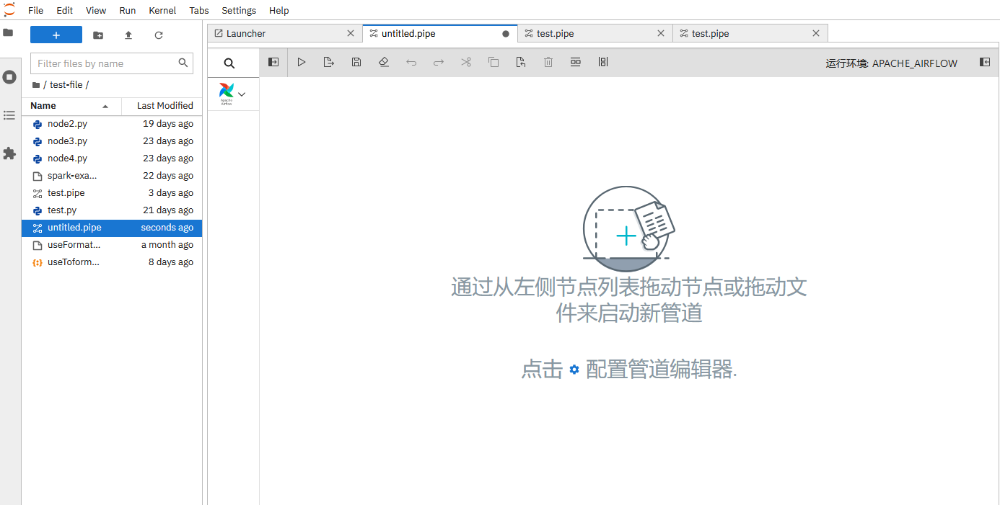 File Edit View Run Kernel Tabs Settings Help
Launcher
untitled.pipe
test.pipe
test.pipe
Filter files by name
/ test-file /
Name Last Modified
node2.py 19 days ago
node3.py 23 days ago
node4.py 23 days ago
spark-exa... 22 days ago
test.pipe 3 days ago
test.py 21 days ago
untitled.pipe seconds ago
useFormat... a month ago
useToform... 8 days ago
运行环境: APACHE_AIRFLOW
Apache
Airflow
通过从左侧节点列表拖动节点或拖动文
件来启动新管道
点击 配置管道编辑器.